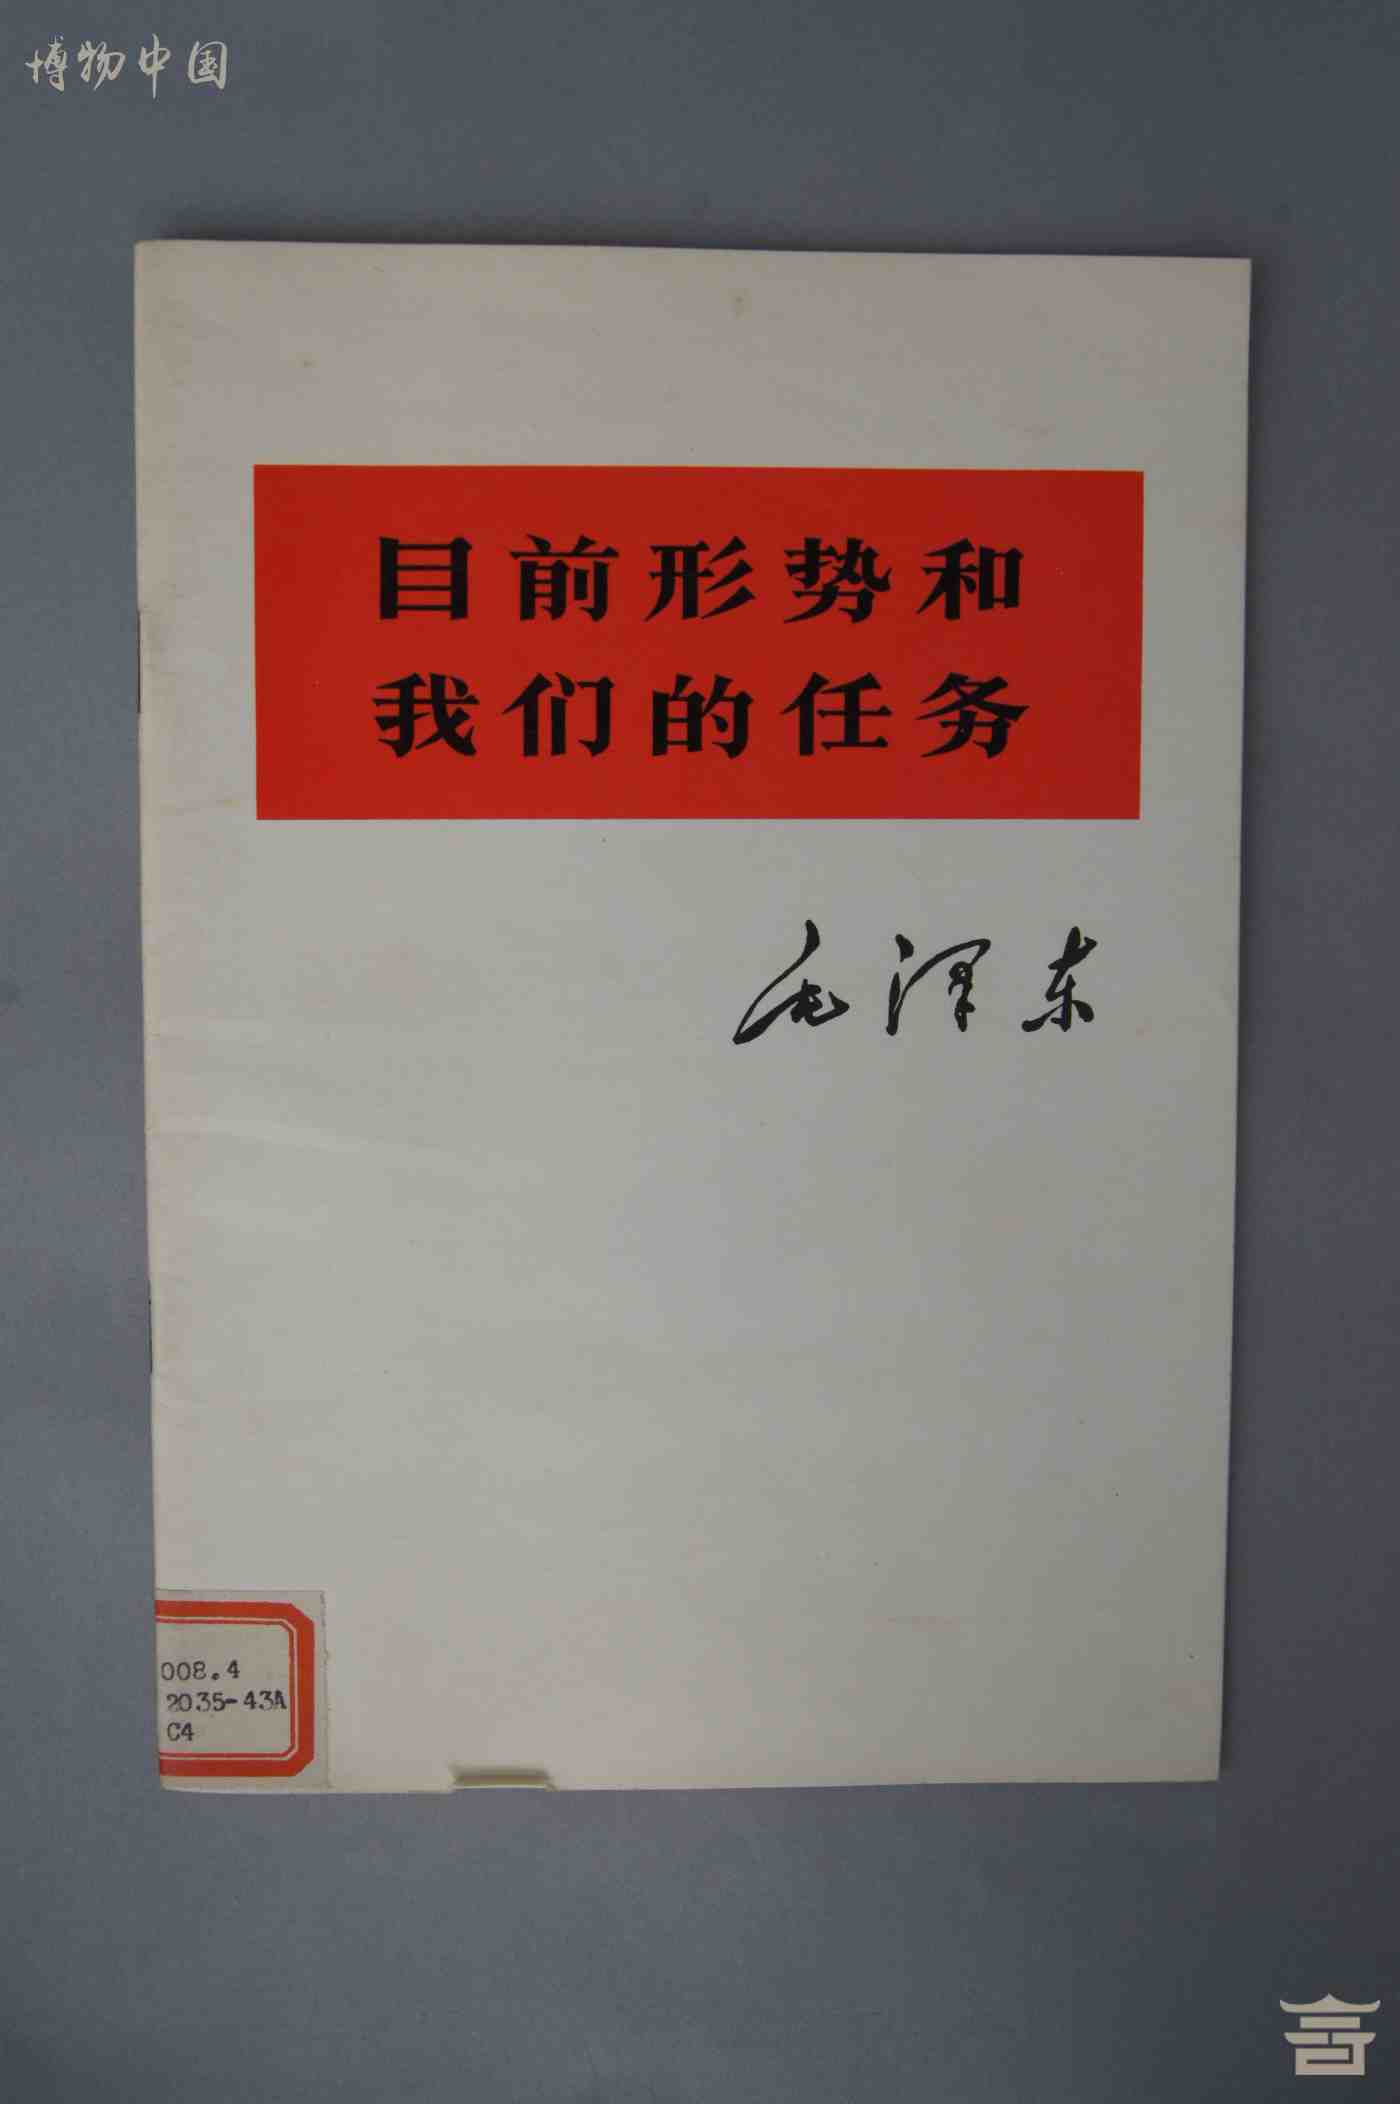 博物中国
目前形势和
我们的任务
毛泽东
008.4
2035-43A
C4